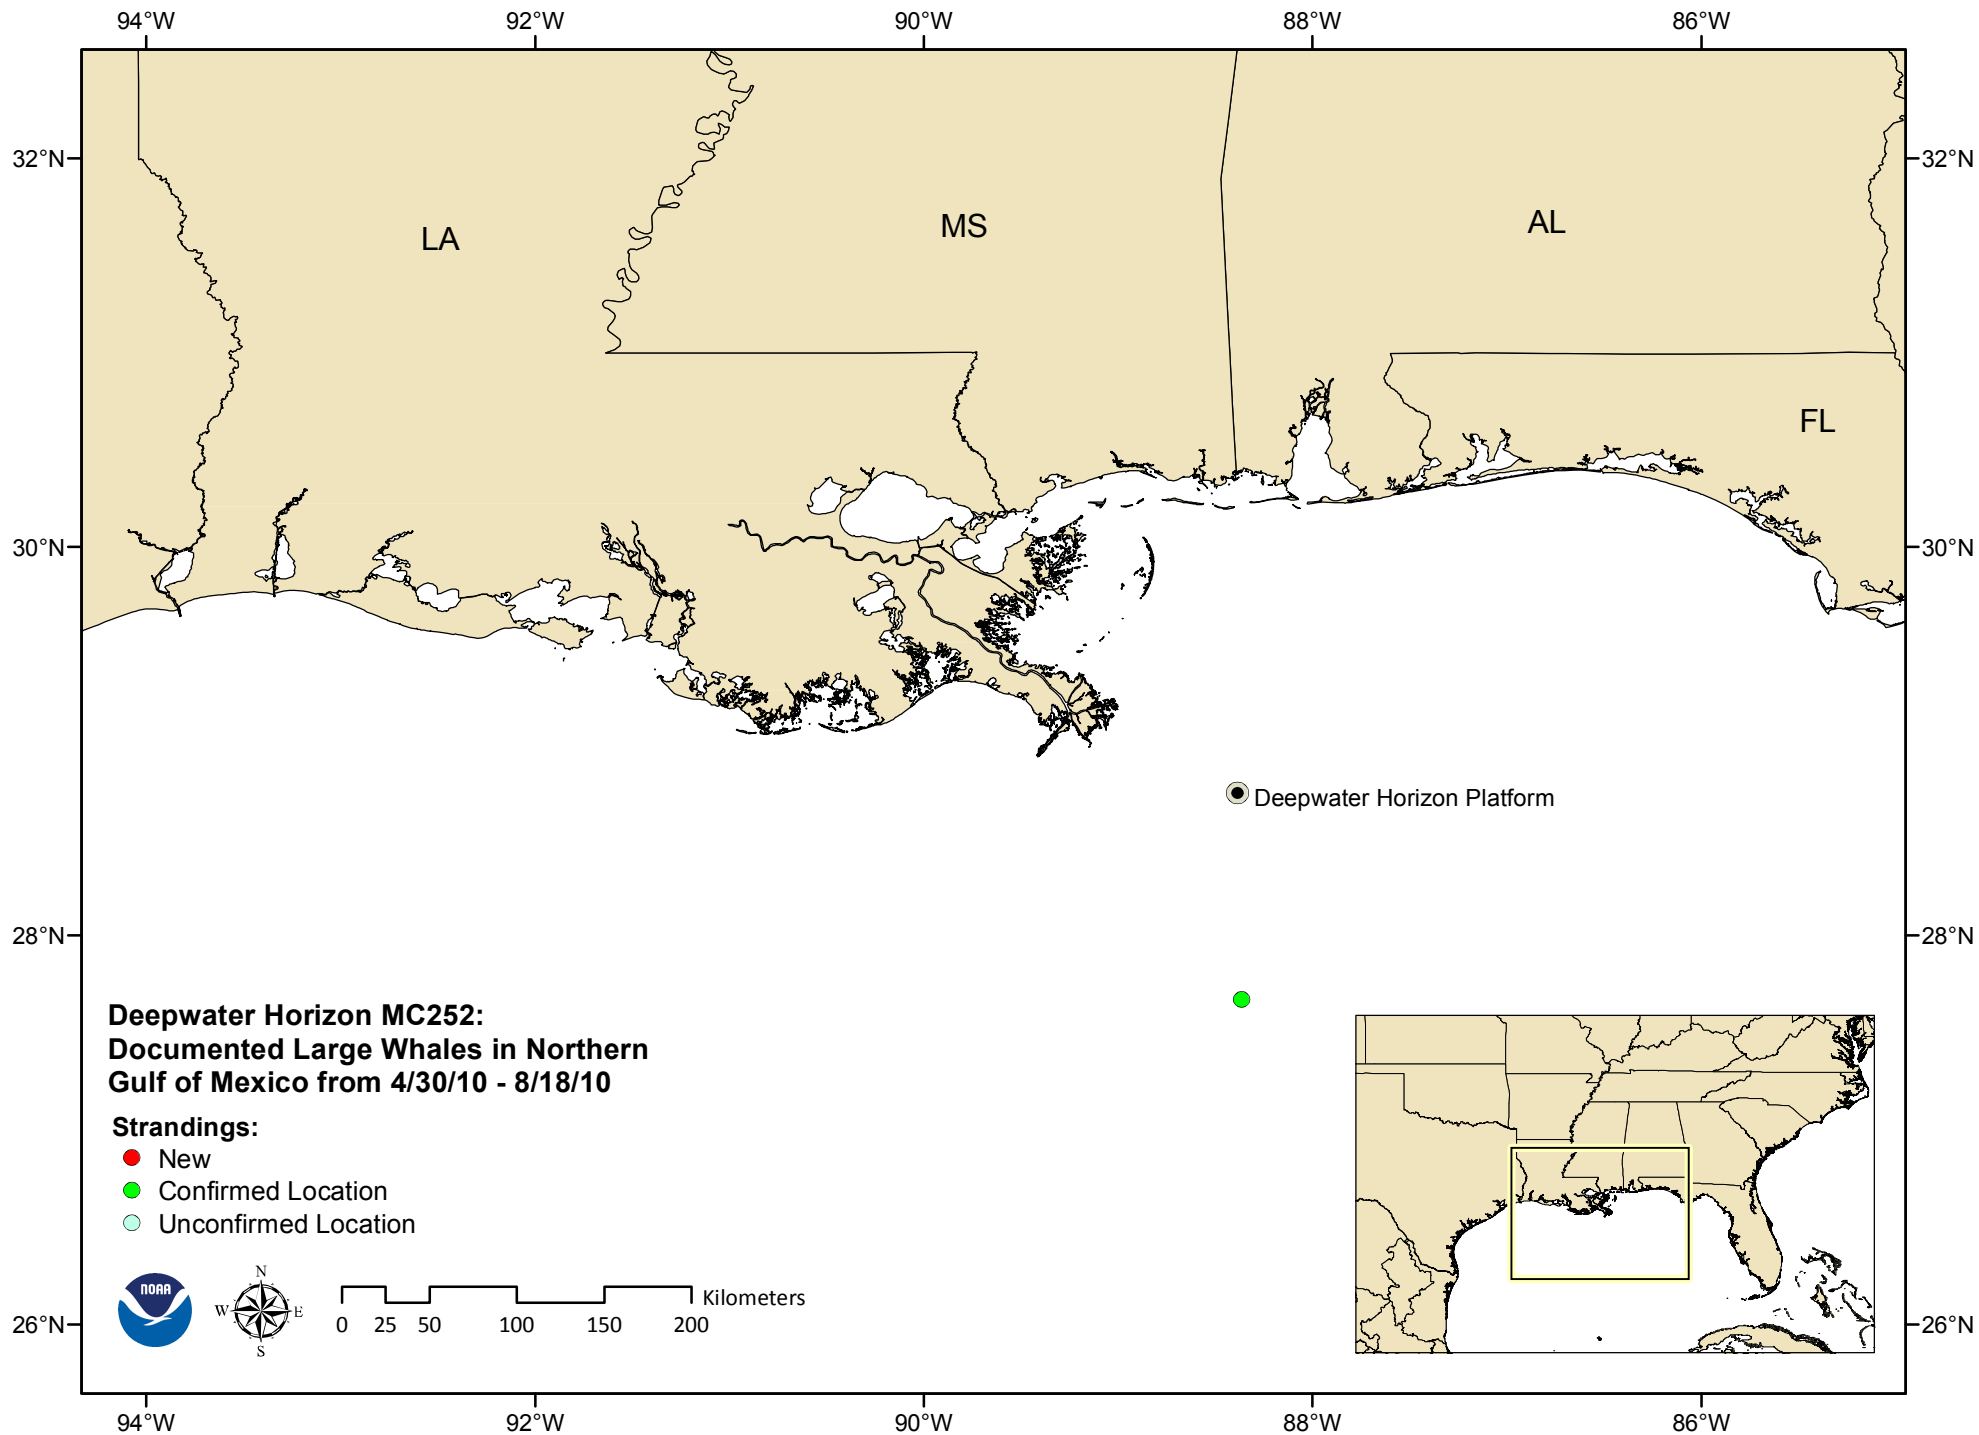 94°W 92°W 90°W 88°W 86°W
32°N 32°N
LA MS AL
FL
30°N 30°N
Deepwater Horizon Platform
28°N 28°N
Deepwater Horizon MC252:
Documented Large Whales in Northern
Gulf of Mexico from 4/30/10 - 8/18/10
Strandings:
New
Confirmed Location
Unconfirmed Location
NOAA
N
W E
S
Kilometers
0 25 50 100 150 200
26°N 26°N
94°W 92°W 90°W 88°W 86°W